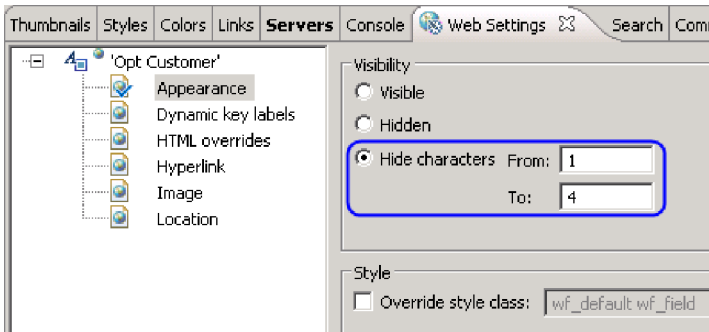 Thumbnails Styles Colors Links Servers Console Web Settings Search
'Opt Customer'
Appearance
Dynamic key labels
HTML overrides
Hyperlink
Image
Location
Visibility
Visible
Hidden
Hide characters From: 1
To: 4
Style
Override style class: wf_default wf_field